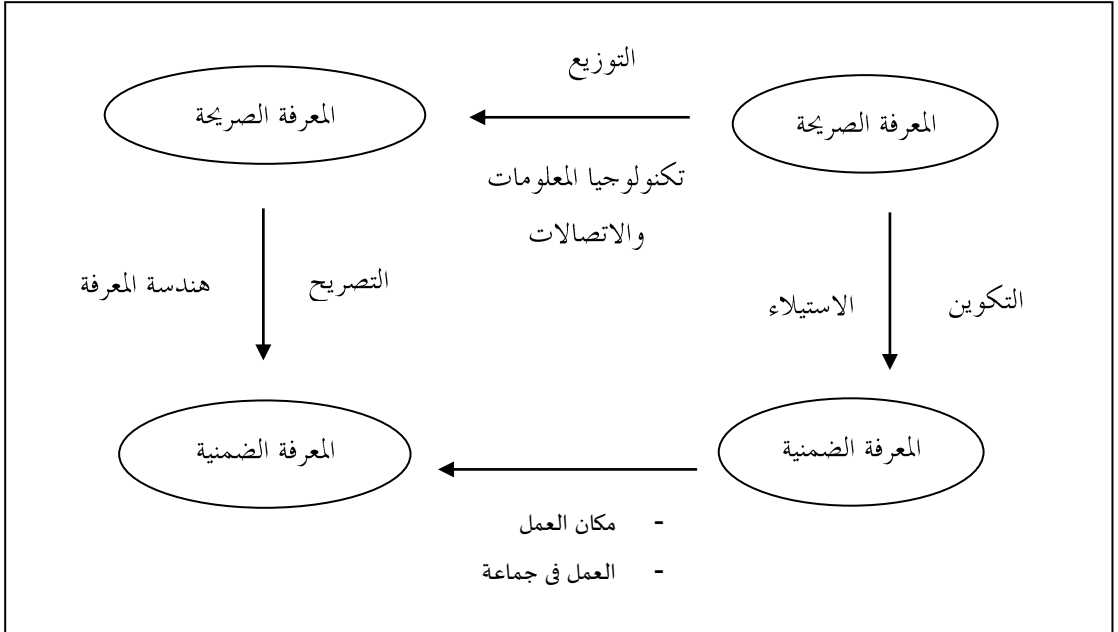 التوزيع
المعرفة الصريحة
المعرفة الصريحة
تكنولوجيا المعلومات
والاتصالات
التكوين
الاستيلاء
التصريح
هندسة المعرفة
المعرفة الضمنية
المعرفة الضمنية
- مكان العمل
- العمل فى جماعة